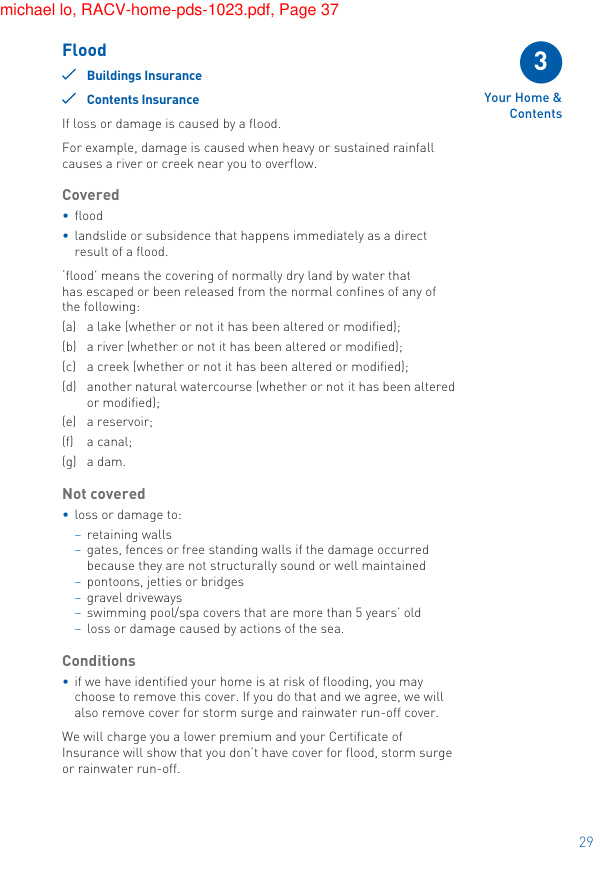 michael lo, RACV-home-pds-1023.pdf, Page 37
Flood
Buildings Insurance
Contents Insurance
3
Your Home &
Contents
If loss or damage is caused by a flood.
For example, damage is caused when heavy or sustained rainfall
causes a river or creek near you to overflow.
Covered
• flood
• landslide or subsidence that happens immediately as a direct
result of a flood.
‘flood’ means the covering of normally dry land by water that
has escaped or been released from the normal confines of any of
the following:
(a) a lake (whether or not it has been altered or modified);
(b) a river (whether or not it has been altered or modified);
(c) a creek (whether or not it has been altered or modified);
(d) another natural watercourse (whether or not it has been altered
or modified);
(e) a reservoir;
(f) a canal;
(g) a dam.
Not covered
• loss or damage to:
– retaining walls
– gates, fences or free standing walls if the damage occurred
because they are not structurally sound or well maintained
– pontoons, jetties or bridges
– gravel driveways
– swimming pool/spa covers that are more than 5 years’ old
– loss or damage caused by actions of the sea.
Conditions
• if we have identified your home is at risk of flooding, you may
choose to remove this cover. If you do that and we agree, we will
also remove cover for storm surge and rainwater run-off cover.
We will charge you a lower premium and your Certificate of
Insurance will show that you don’t have cover for flood, storm surge
or rainwater run-off.
29